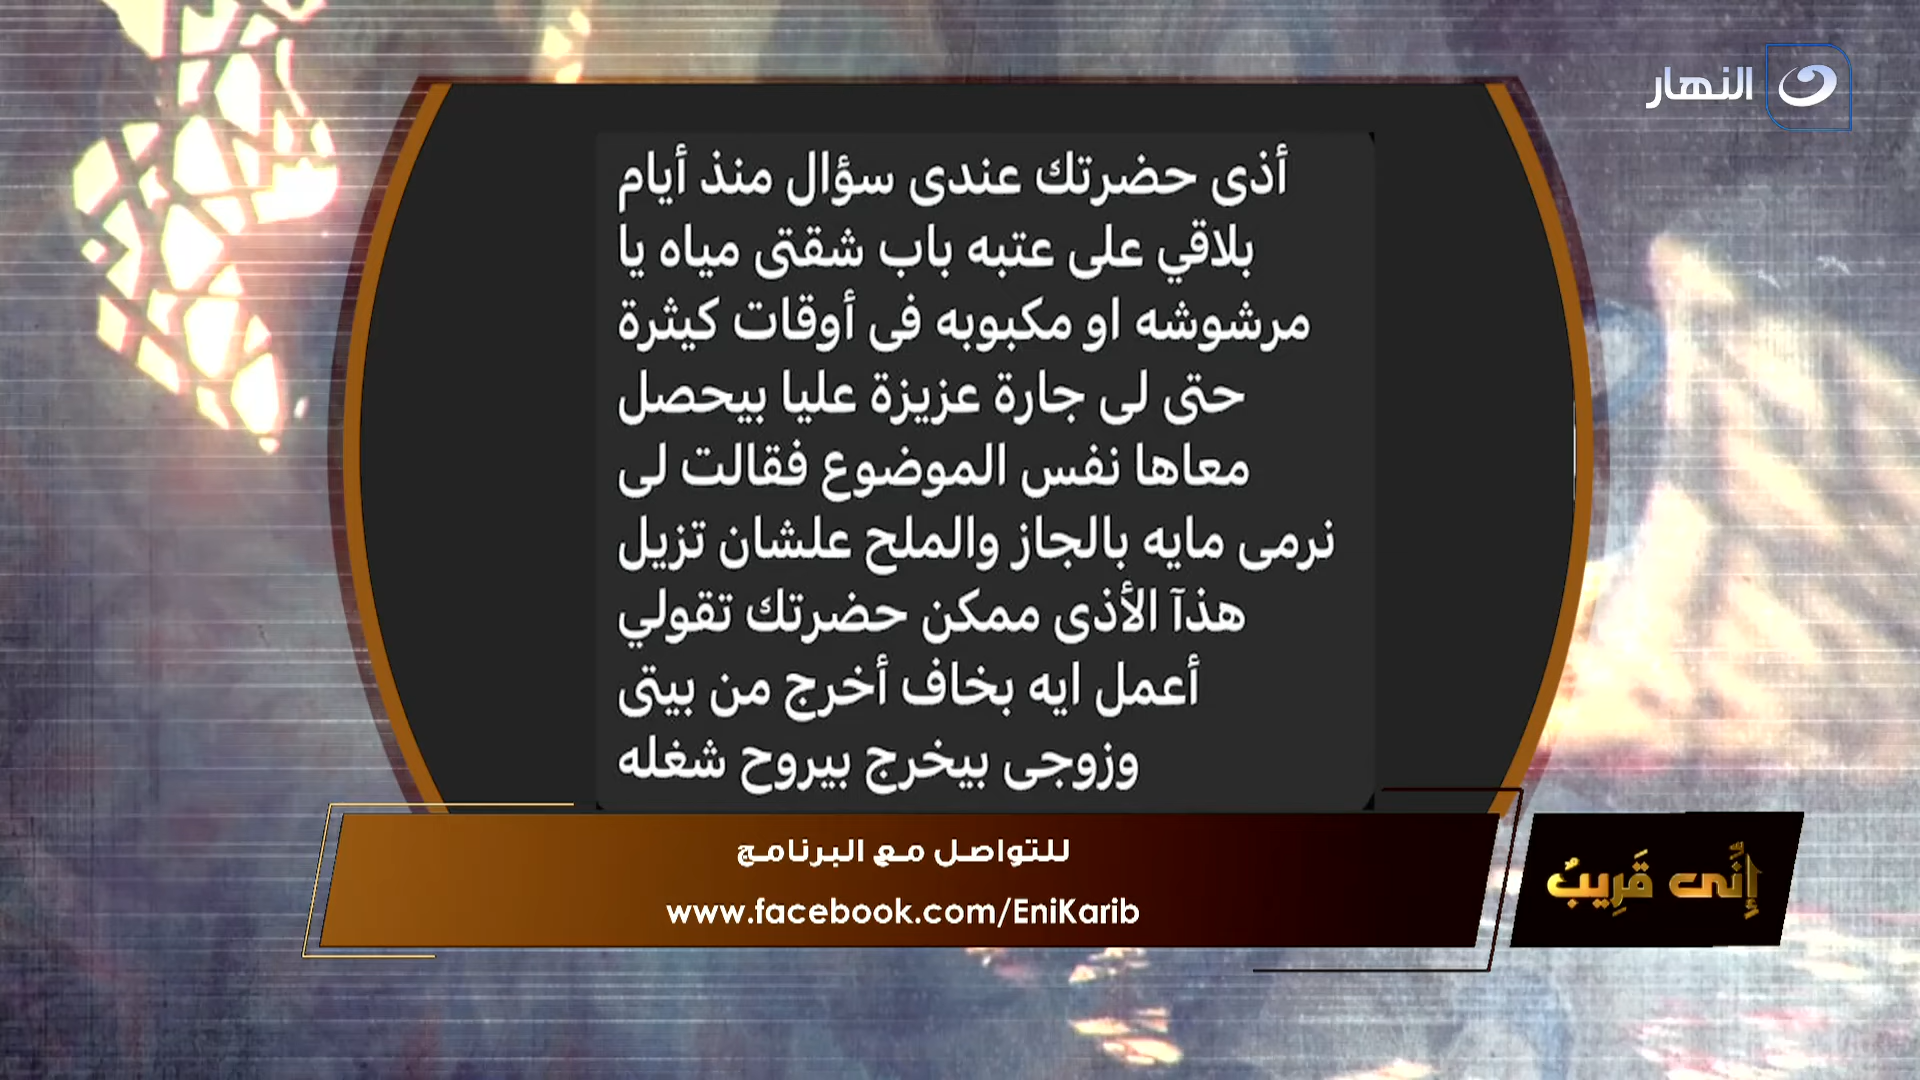 النهار
أذى حضرتك عندى سؤال منذ أيام
بلاقي على عتبه باب شقتى مياه يا
مرشوشه او مكبوبه فى أوقات كيثرة
حتى لى جارة عزيزة عليا بيحصل
معاها نفس الموضوع فقالت لى
نرمى مايه بالجاز والملح علشان تزيل
هذآ الأذى ممكن حضرتك تقولي
أعمل ايه بخاف أخرج من بيتى
وزوجى بيخرج بيروح شغله
للتواصل مع البرنامج
www.facebook.com/EniKarib
إِنِّى قَرِيبٌ